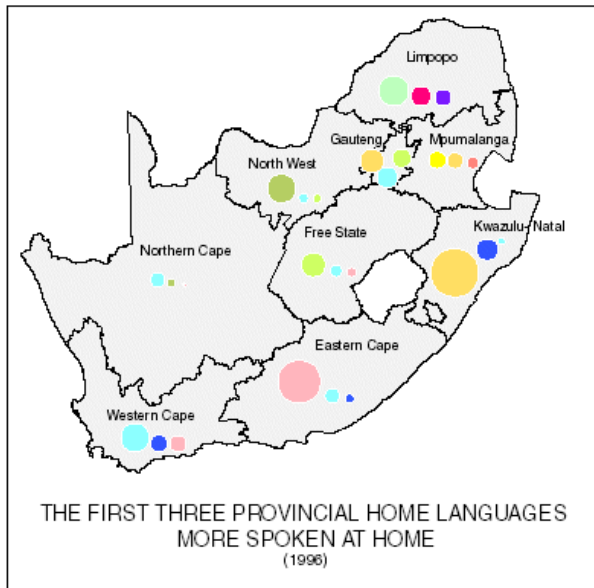 Limpopo
Gauteng
Mpumalanga
North West
Kwazulu-Natal
Free State
Northern Cape
Eastern Cape
Western Cape
THE FIRST THREE PROVINCIAL HOME LANGUAGES
MORE SPOKEN AT HOME
(1996)